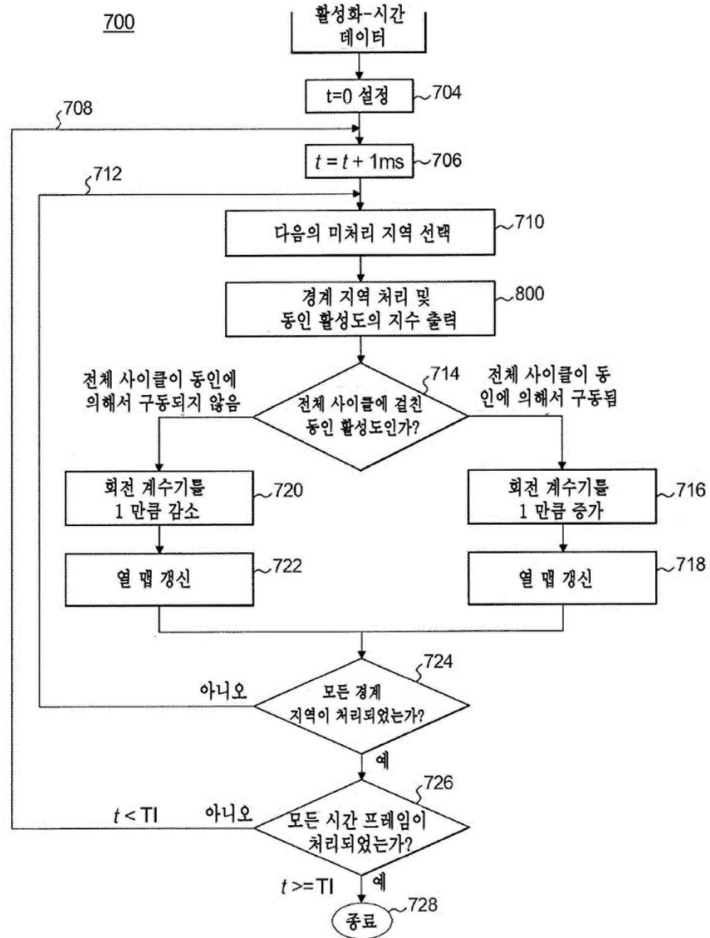 700
활성화-시간
데이터
t=0 설정
704
708
t = t + 1ms
706
712
다음의 미처리 지역 선택
710
경계 지역 처리 및
동인 활성도의 지수 출력
800
전체 사이클이 동인에
의해서 구동되지 않음
714
전체 사이클이 동
인에 의해서 구동됨
전체 사이클에 걸친
동인 활성도인가?
회전 계수기를
1 만큼 감소
720
회전 계수기를
1 만큼 증가
716
열 맵 갱신
722
열 맵 갱신
718
724
아니오
모든 경계
지역이 처리되었는가?
예
726
t < TI
아니오
모든 시간 프레임이
처리되었는가?
t >= TI
예
종료
728